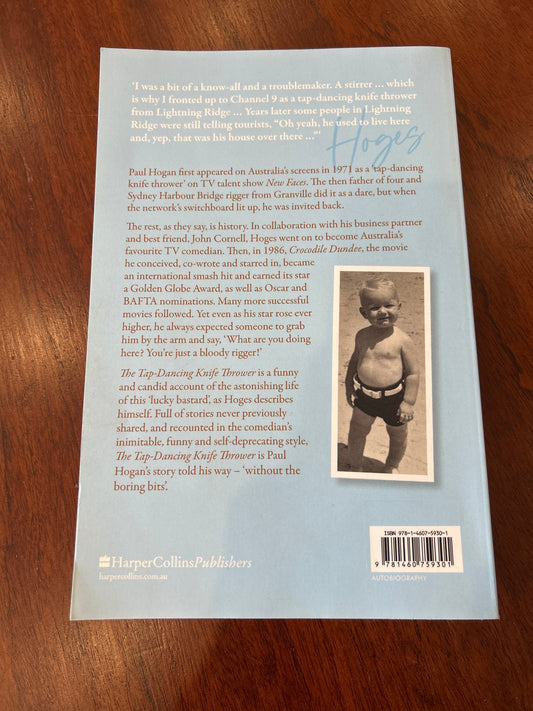 'I was a bit of a know-all and a troublemaker. A stirrer ... which
is why I fronted up to Channel 9 as a tap-dancing knife thrower
from Lightning Ridge ... Years later some people in Lightning
Ridge were still telling tourists, "Oh yeah, he used to live here
and, yep, that was his house over there ..."'
Hoges
Paul Hogan first appeared on Australia's screens in 1971 as a 'tap-dancing
knife thrower' on TV talent show New Faces. The then father of four and
Sydney Harbour Bridge rigger from Granville did it as a dare, but when
the network's switchboard lit up, he was invited back.
The rest, as they say, is history. In collaboration with his business partner
and best friend, John Cornell, Hoges went on to become Australia's
favourite TV comedian. Then, in 1986, Crocodile Dundee, the movie
he conceived, co-wrote and starred in, became
an international smash hit and earned its star
a Golden Globe Award, as well as Oscar and
BAFTA nominations. Many more successful
movies followed. Yet even as his star rose ever
higher, he always expected someone to grab
him by the arm and say, 'What are you doing
here? You're just a bloody rigger!'
The Tap-Dancing Knife Thrower is a funny
and candid account of the astonishing life
of this 'lucky bastard', as Hoges describes
himself. Full of stories never previously
shared, and recounted in the comedian's
inimitable, funny and self-deprecating style,
The Tap-Dancing Knife Thrower is Paul
Hogan's story told his way – 'without the
boring bits'.
HarperCollinsPublishers
harpercollins.com.au
ISBN 978-1-4607-5930-1
9 781460 759301
AUTOBIOGRAPHY